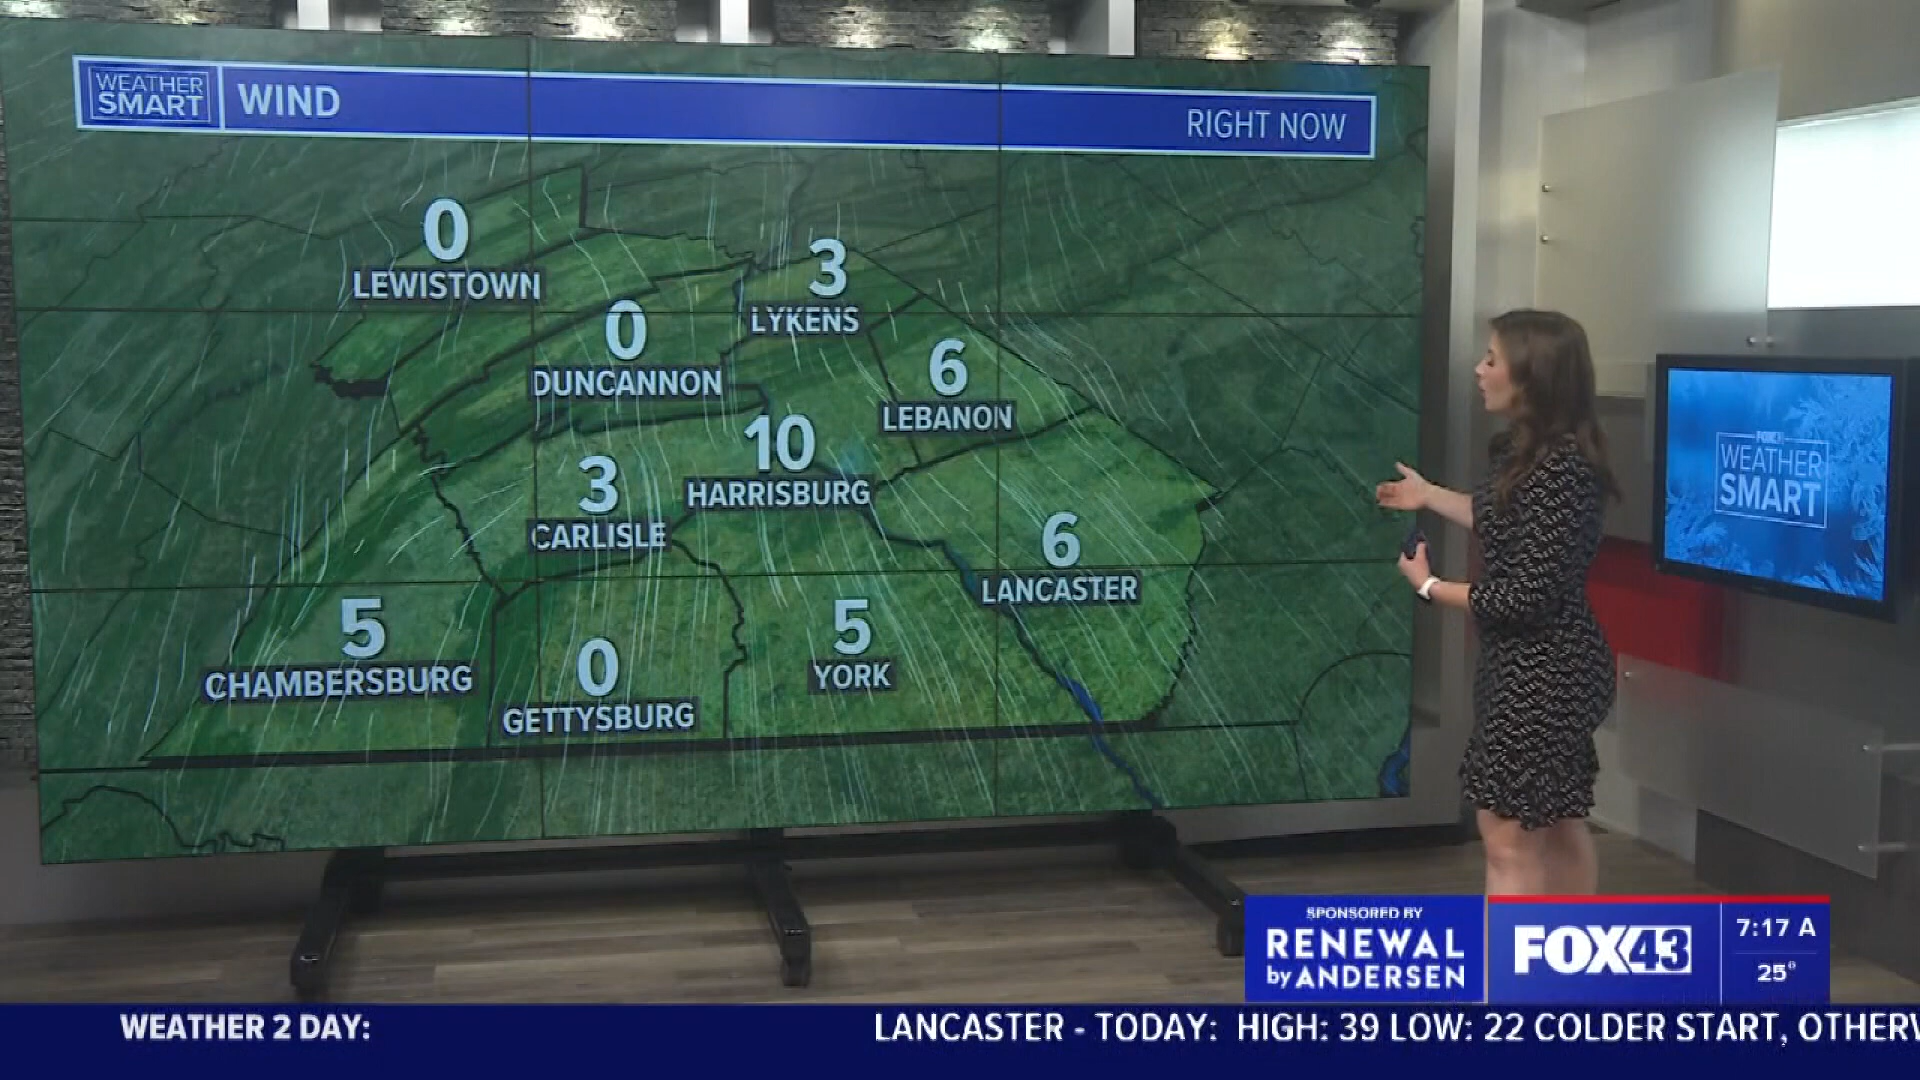 WEATHER
SMART
WIND
RIGHT NOW
0
LEWISTOWN
3
LYKENS
0
DUNCANNON
6
LEBANON
10
HARRISBURG
3
CARLISLE
6
LANCASTER
5
CHAMBERSBURG
0
GETTYSBURG
5
YORK
FOX43
WEATHER
SMART
SPONSORED BY
RENEWAL
by ANDERSEN
FOX43
7:17 A
25°
WEATHER 2 DAY:
LANCASTER - TODAY: HIGH: 39 LOW: 22 COLDER START, OTHERW